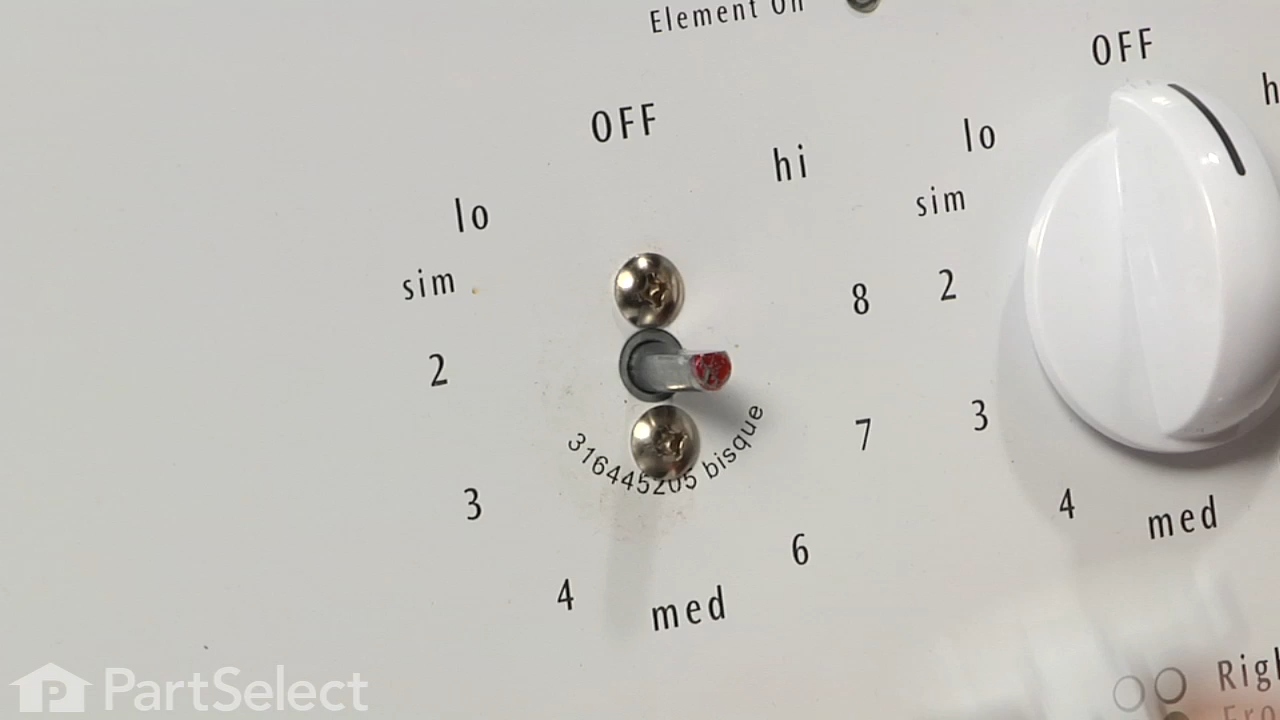 Element On
OFF
hi
lo
sim
2
3
4
med
6
7
8
316445205 bisque
OFF
lo
sim
2
3
4
med
PartSelect